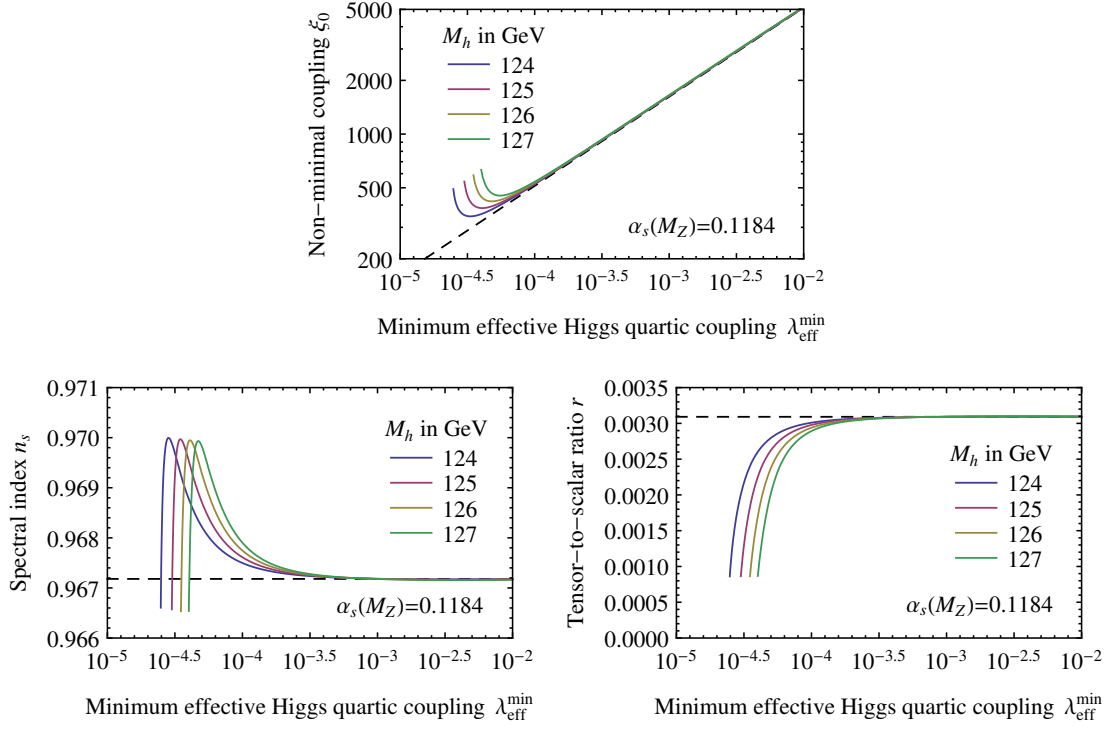 Non−minimal coupling ξ0
5000
2000
1000
500
200
M_h in GeV
124
125
126
127
α_s(M_Z)=0.1184
10^−5 10^−4.5 10^−4 10^−3.5 10^−3 10^−2.5 10^−2
Minimum effective Higgs quartic coupling λ_eff^min
Spectral index n_s
0.971
0.970
0.969
0.968
0.967
0.966
M_h in GeV
124
125
126
127
α_s(M_Z)=0.1184
10^−5 10^−4.5 10^−4 10^−3.5 10^−3 10^−2.5 10^−2
Minimum effective Higgs quartic coupling λ_eff^min
Tensor−to−scalar ratio r
0.0035
0.0030
0.0025
0.0020
0.0015
0.0010
0.0005
0.0000
M_h in GeV
124
125
126
127
α_s(M_Z)=0.1184
10^−5 10^−4.5 10^−4 10^−3.5 10^−3 10^−2.5 10^−2
Minimum effective Higgs quartic coupling λ_eff^min